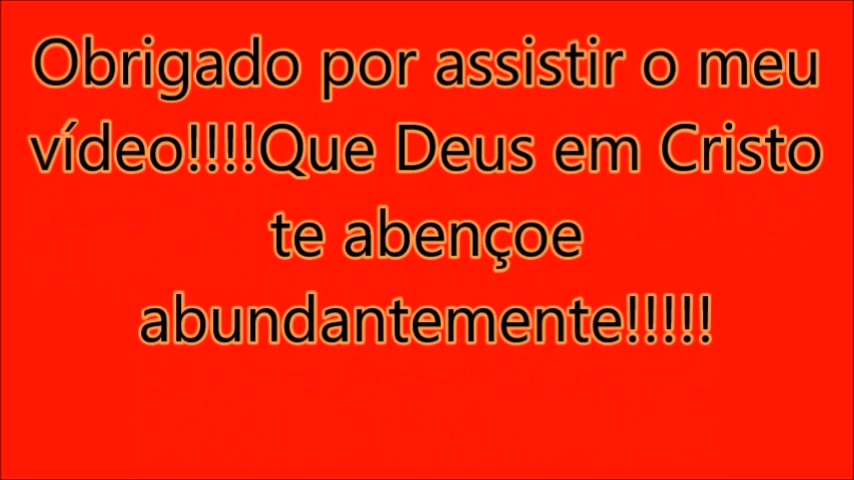 Obrigado por assistir o meu
vídeo!!!!Que Deus em Cristo
te abençoe
abundantemente!!!!!